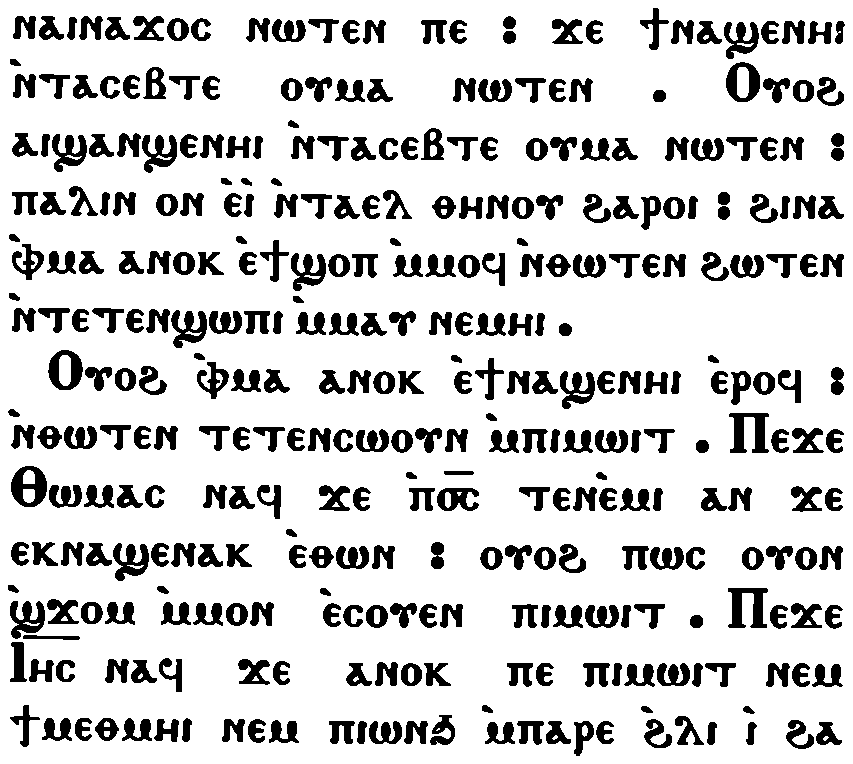 ⲛⲁⲓⲛⲁϫⲟⲥ ⲛⲱⲧⲉⲛ ⲡⲉ : ϫⲉ ϯⲛⲁϣⲉⲛⲏⲓ
ⲛ̀ⲧⲁⲥⲉⲃⲧⲉ ⲟⲩⲙⲁ ⲛⲱⲧⲉⲛ . Ⲟⲩⲟϩ
ⲁⲓϣⲁⲛϣⲉⲛⲏⲓ ⲛ̀ⲧⲁⲥⲉⲃⲧⲉ ⲟⲩⲙⲁ ⲛⲱⲧⲉⲛ :
ⲡⲁⲗⲓⲛ ⲟⲛ ⲉ̀ⲓ̀ ⲛ̀ⲧⲁⲉⲗ ⲑⲏⲛⲟⲩ ϩⲁⲣⲟⲓ : ϩⲓⲛⲁ
ⲫ̀ⲙⲁ ⲁⲛⲟⲕ ⲉ̀ϯϣⲟⲡ ⲙ̀ⲙⲟϥ ⲛ̀ⲑⲱⲧⲉⲛ ϩⲱⲧⲉⲛ
ⲛ̀ⲧⲉⲧⲉⲛϣⲱⲡⲓ ⲙ̀ⲙⲁⲩ ⲛⲉⲙⲏⲓ .
Ⲟⲩⲟϩ ⲫ̀ⲙⲁ ⲁⲛⲟⲕ ⲉ̀ϯⲛⲁϣⲉⲛⲏⲓ ⲉ̀ⲣⲟϥ :
ⲛ̀ⲑⲱⲧⲉⲛ ⲧⲉⲧⲉⲛⲥⲱⲟⲩⲛ ⲙ̀ⲡⲓⲙⲱⲓⲧ . Ⲡⲉϫⲉ
Ⲑⲱⲙⲁⲥ ⲛⲁϥ ϫⲉ ⲡ̀ⲟ̅ⲥ̅ ⲧⲉⲛⲉ̀ⲙⲓ ⲁⲛ ϫⲉ
ⲉⲕⲛⲁϣⲉⲛⲁⲕ ⲉ̀ⲑⲱⲛ : ⲟⲩⲟϩ ⲡⲱⲥ ⲟⲩⲟⲛ
ϣ̀ϫⲟⲙ ⲙ̀ⲙⲟⲛ ⲉ̀ⲥⲟⲩⲉⲛ ⲡⲓⲙⲱⲓⲧ . Ⲡⲉϫⲉ
Ⲓ̅ⲏ̅ⲥ̅ ⲛⲁϥ ϫⲉ ⲁⲛⲟⲕ ⲡⲉ ⲡⲓⲙⲱⲓⲧ ⲛⲉⲙ
ϯⲙⲉⲑⲙⲏⲓ ⲛⲉⲙ ⲡⲓⲱⲛϧ ⲙ̀ⲡⲁⲣⲉ ϩ̀ⲗⲓ ⲓ̀ ϩⲁ